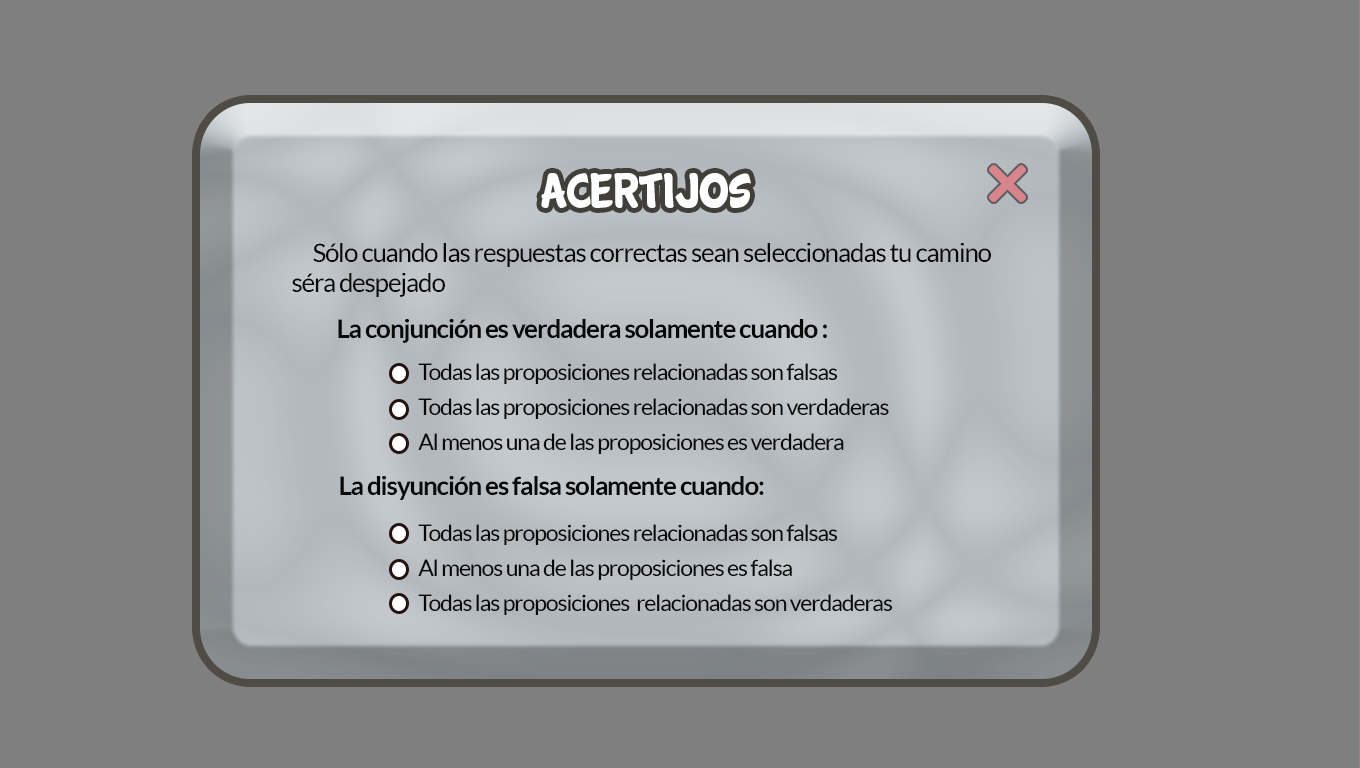 ACERTIJOS
Sólo cuando las respuestas correctas sean seleccionadas tu camino
séra despejado
La conjunción es verdadera solamente cuando :
Todas las proposiciones relacionadas son falsas
Todas las proposiciones relacionadas son verdaderas
Al menos una de las proposiciones es verdadera
La disyunción es falsa solamente cuando:
Todas las proposiciones relacionadas son falsas
Al menos una de las proposiciones es falsa
Todas las proposiciones relacionadas son verdaderas